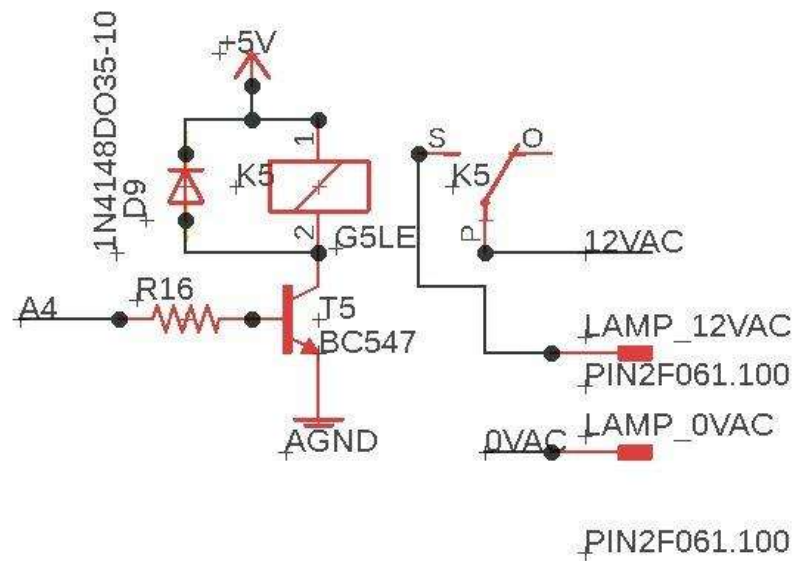 +5V
1N4148DO35-10
D9
1
K5
2
G5LE
S
O
K5
P
12VAC
A4
R16
T5
BC547
LAMP_12VAC
PIN2F061.100
LAMP_0VAC
0VAC
AGND
PIN2F061.100